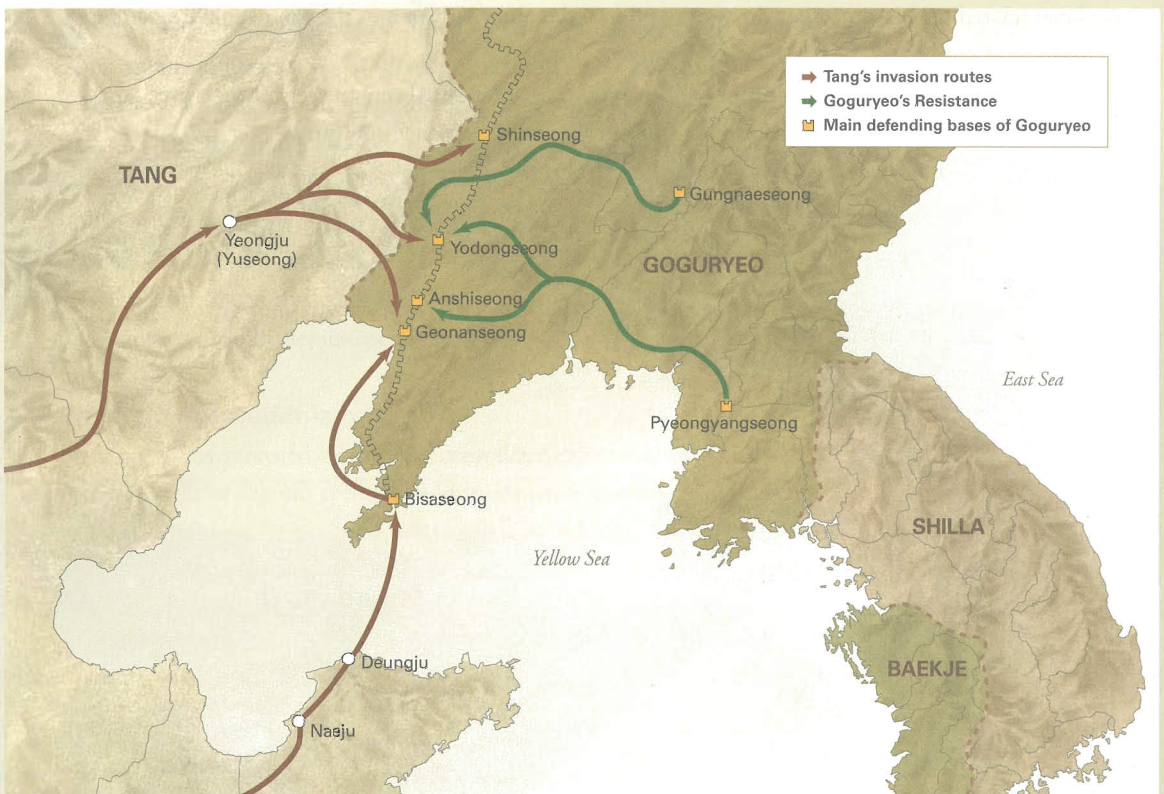 Tang's invasion routes
Goguryeo's Resistance
Main defending bases of Goguryeo
TANG
Shinseong
Gungnaeseong
Yeongju
(Yuseong)
Yodongseong
GOGURYEO
Anshiseong
Geonanseong
East Sea
Pyeongyangseong
Bisaseong
SHILLA
Yellow Sea
Deungju
BAEKJE
Naeju